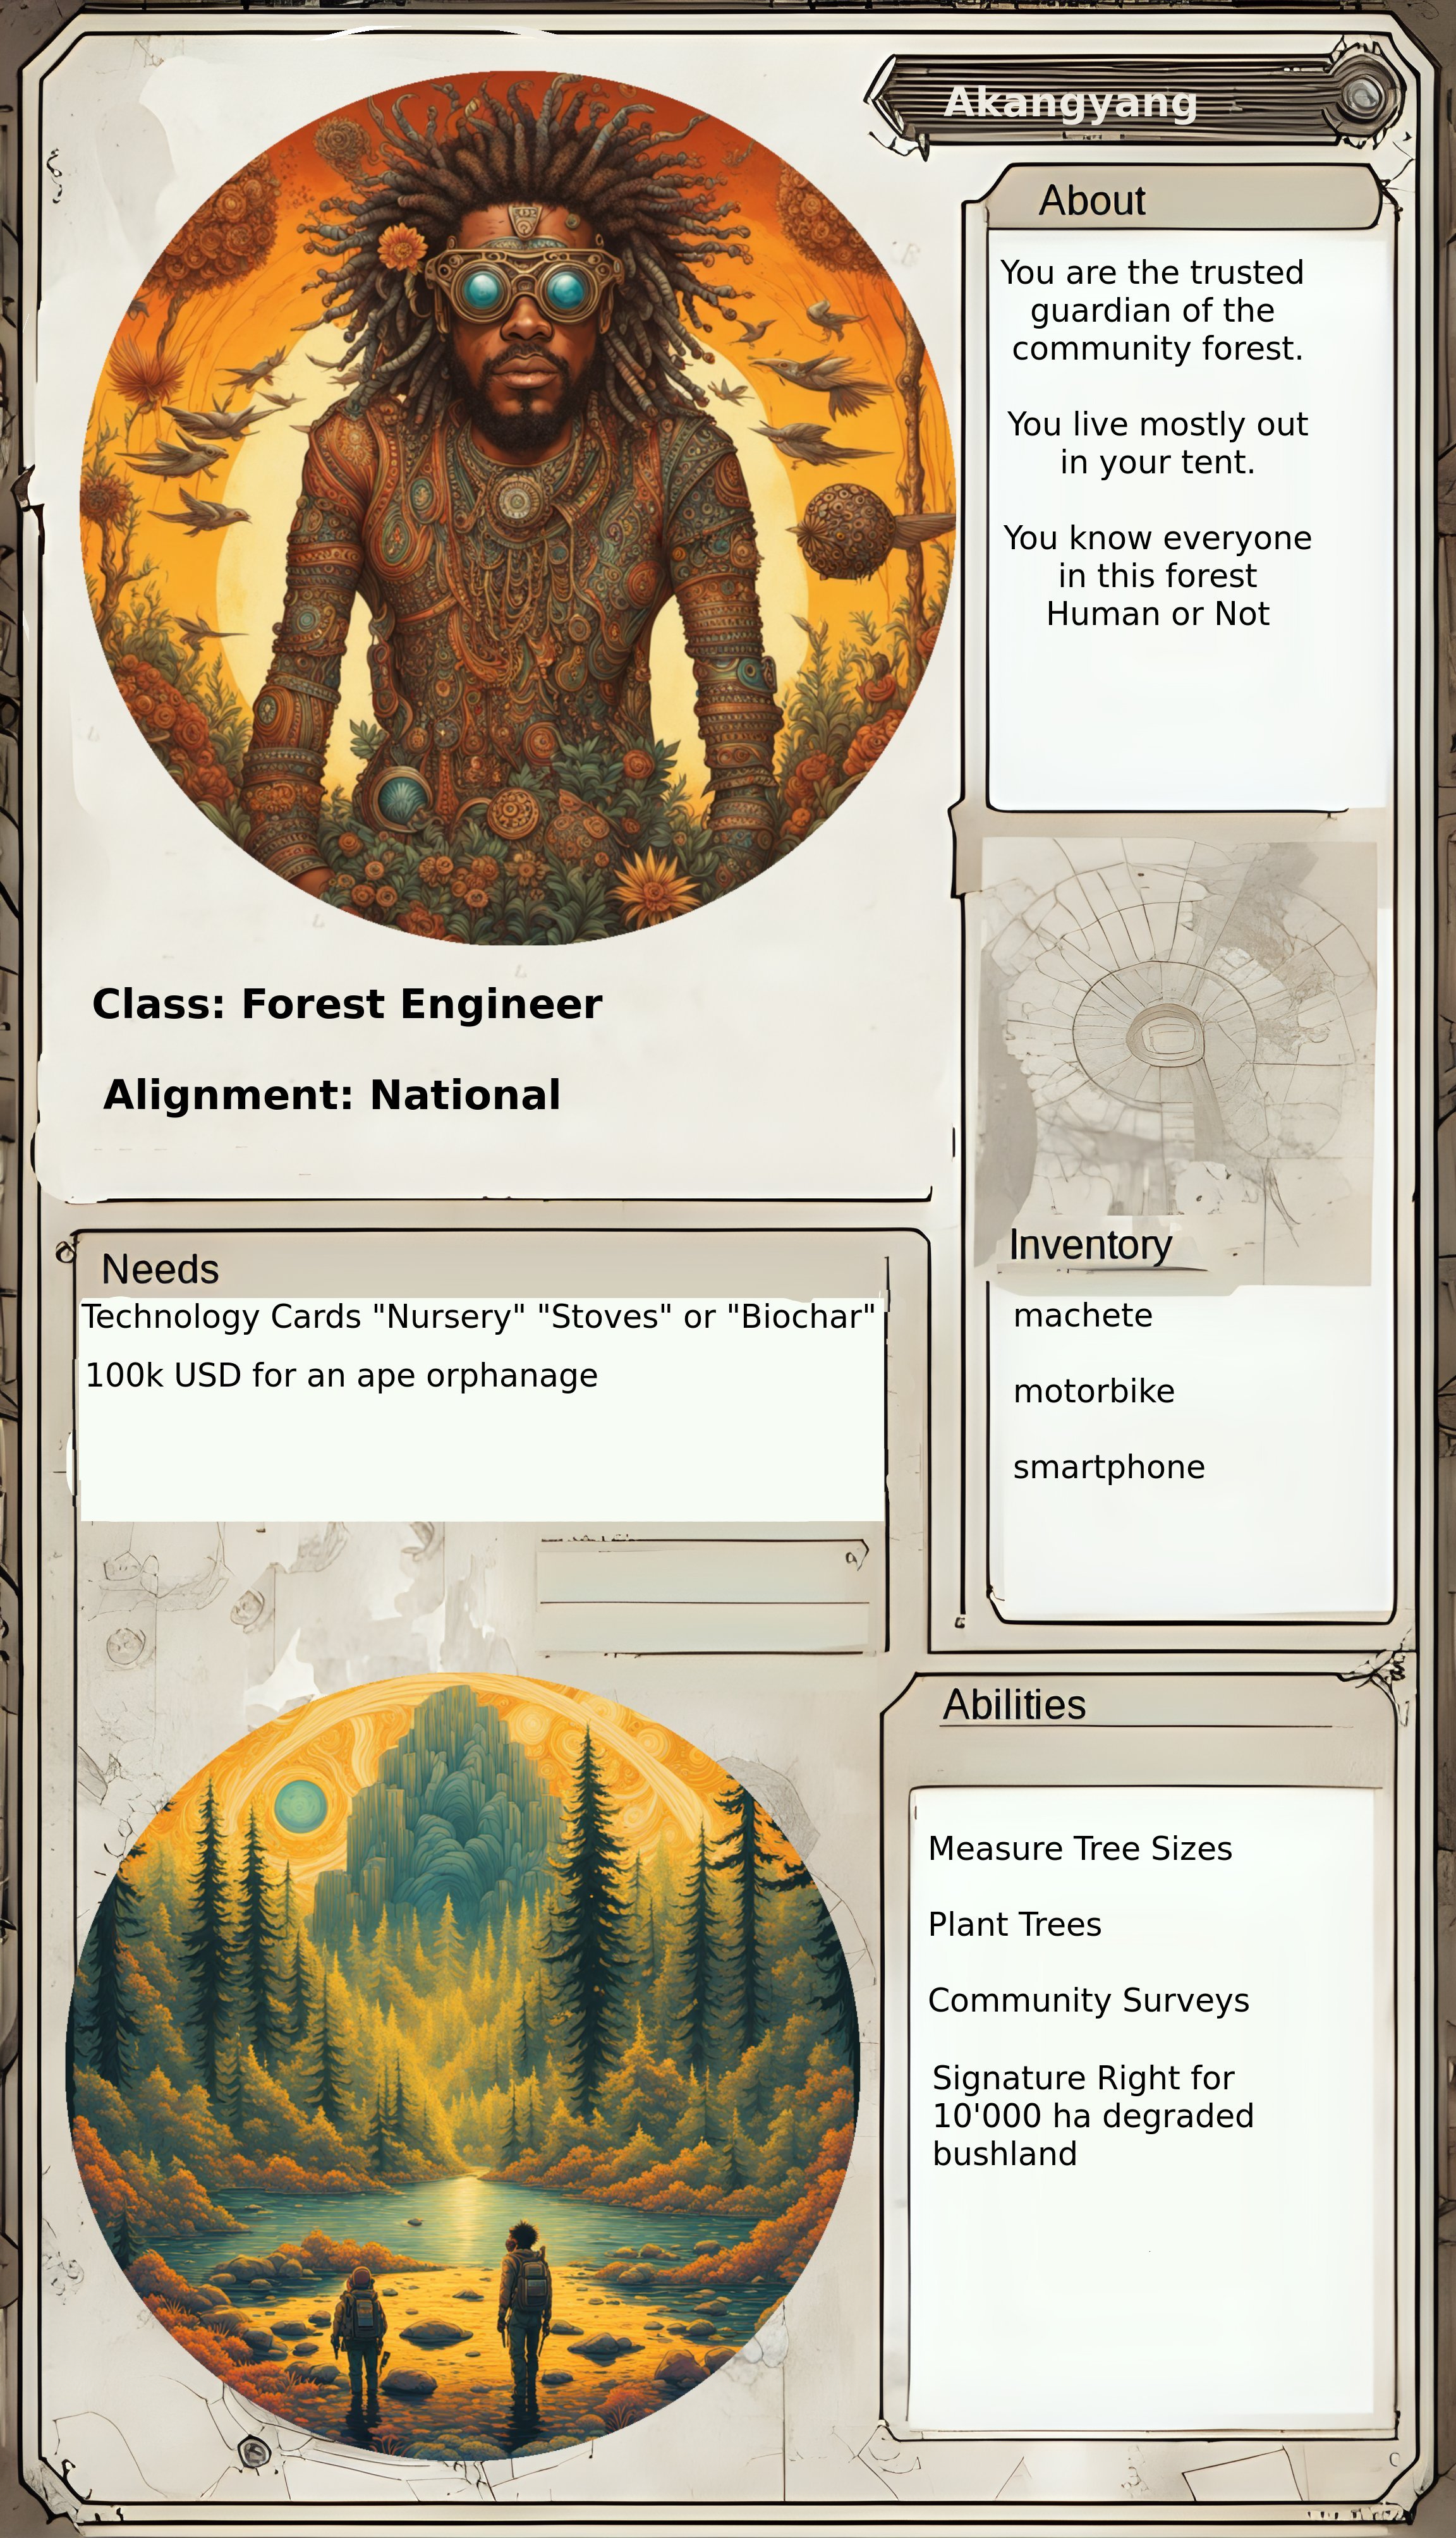 Akangyang
About
You are the trusted
guardian of the
community forest.
You live mostly out
in your tent.
You know everyone
in this forest
Human or Not
Class: Forest Engineer
Alignment: National
Needs
Technology Cards "Nursery" "Stoves" or "Biochar"
100k USD for an ape orphanage
Inventory
machete
motorbike
smartphone
Abilities
Measure Tree Sizes
Plant Trees
Community Surveys
Signature Right for
10'000 ha degraded
bushland